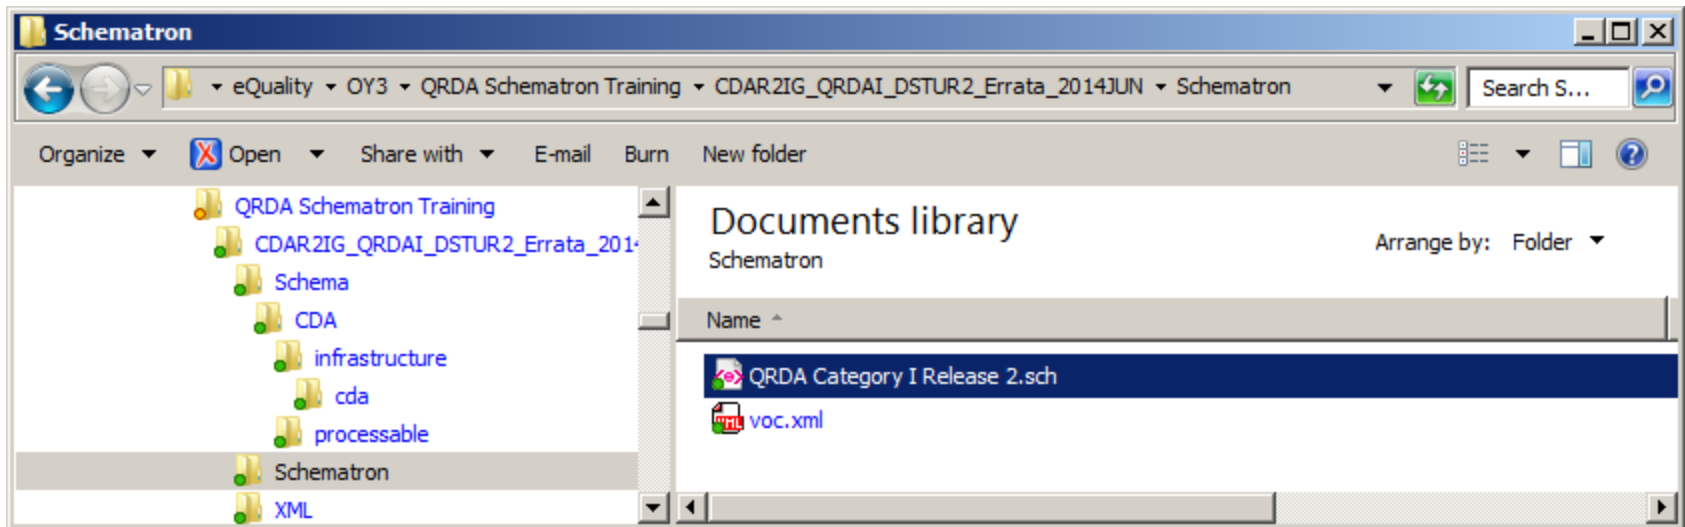 Schematron
eQuality OY3 QRDA Schematron Training CDAR2IG_QRDAI_DSTUR2_Errata_2014JUN Schematron Search S...
Organize Open Share with E-mail Burn New folder
QRDA Schematron Training
CDAR2IG_QRDAI_DSTUR2_Errata_201
Schema
CDA
infrastructure
cda
processable
Schematron
XML
Documents library
Schematron
Arrange by: Folder
Name
QRDA Category I Release 2.sch
voc.xml